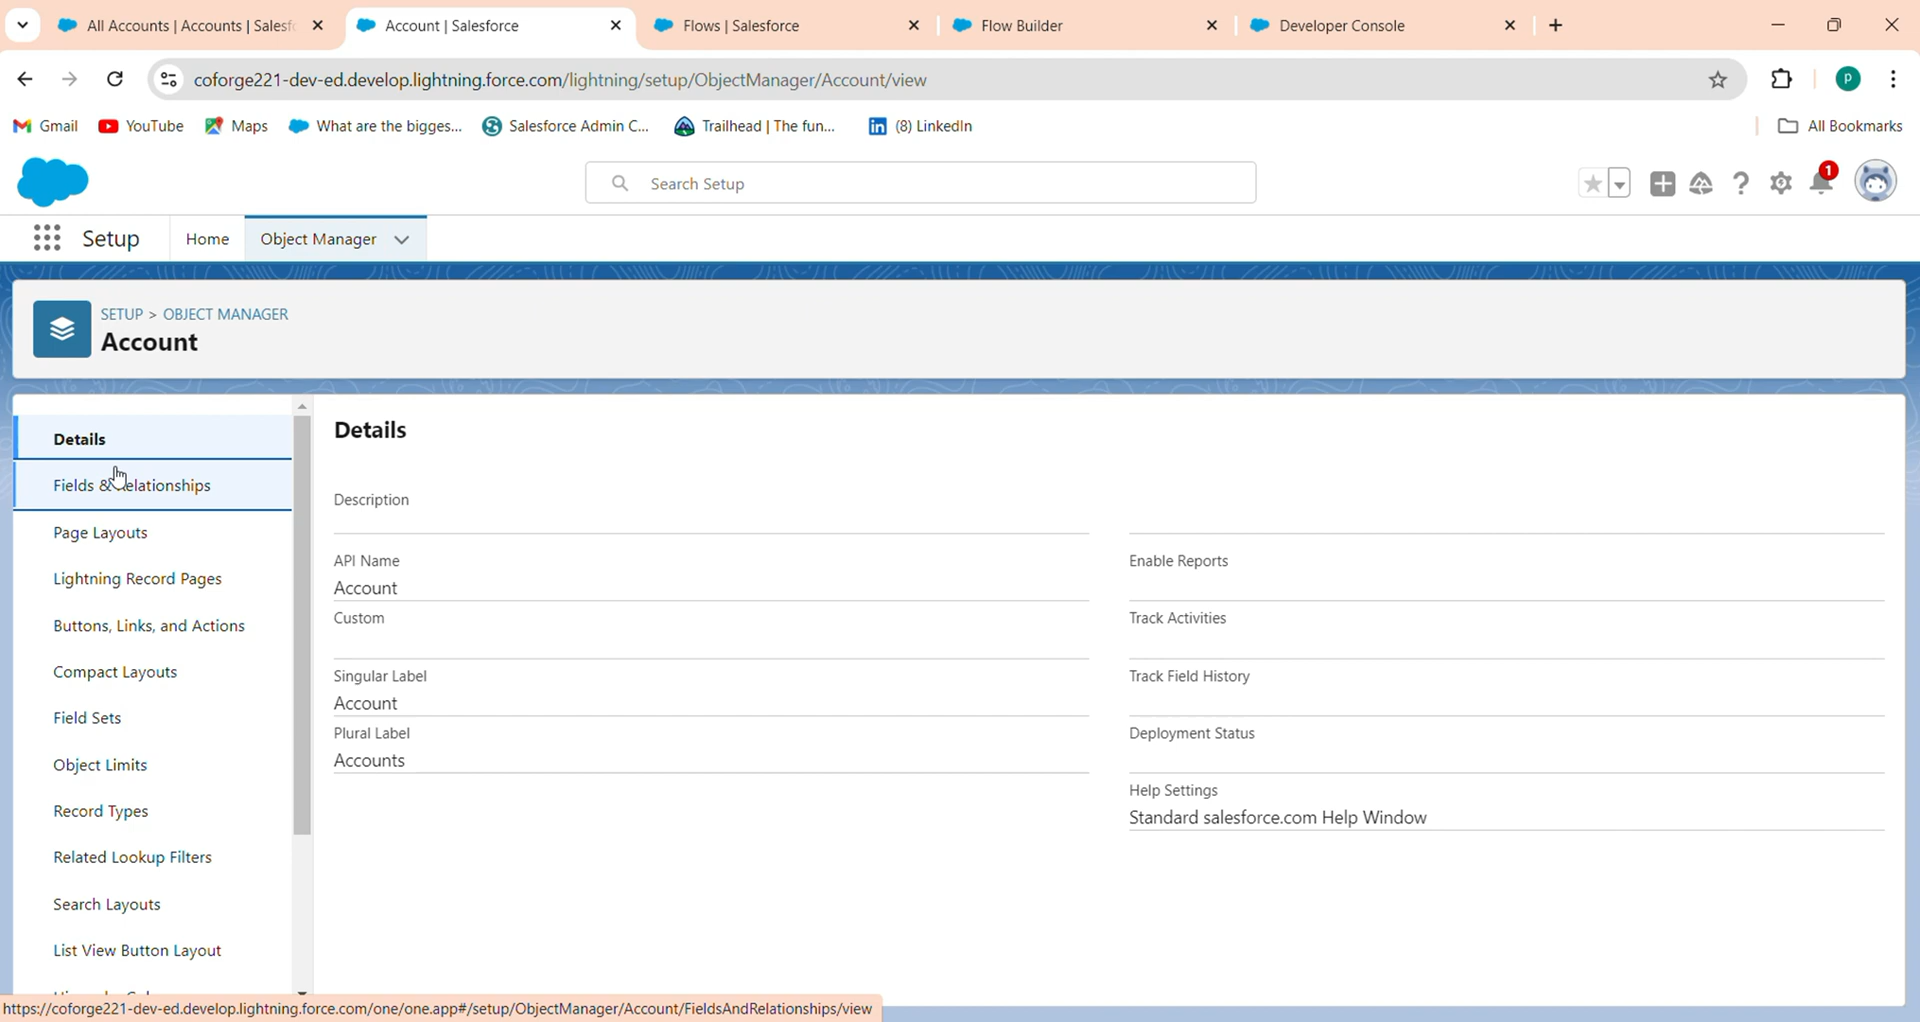 All Accounts | Accounts | Salesf
Account | Salesforce
Flows | Salesforce
Flow Builder
Developer Console
coforge221-dev-ed.develop.lightning.force.com/lightning/setup/ObjectManager/Account/view
P
Gmail
YouTube
Maps
What are the bigges...
Salesforce Admin C...
Trailhead | The fun...
(8) LinkedIn
All Bookmarks
Search Setup
1
Setup
Home
Object Manager
SETUP > OBJECT MANAGER
Account
Details
Fields & Relationships
Page Layouts
Lightning Record Pages
Buttons, Links, and Actions
Compact Layouts
Field Sets
Object Limits
Record Types
Related Lookup Filters
Search Layouts
List View Button Layout
Details
Description
API Name
Account
Custom
Singular Label
Account
Plural Label
Accounts
Enable Reports
Track Activities
Track Field History
Deployment Status
Help Settings
Standard salesforce.com Help Window
https://coforge221-dev-ed.develop.lightning.force.com/one/one.app#/setup/ObjectManager/Account/FieldsAndRelationships/view